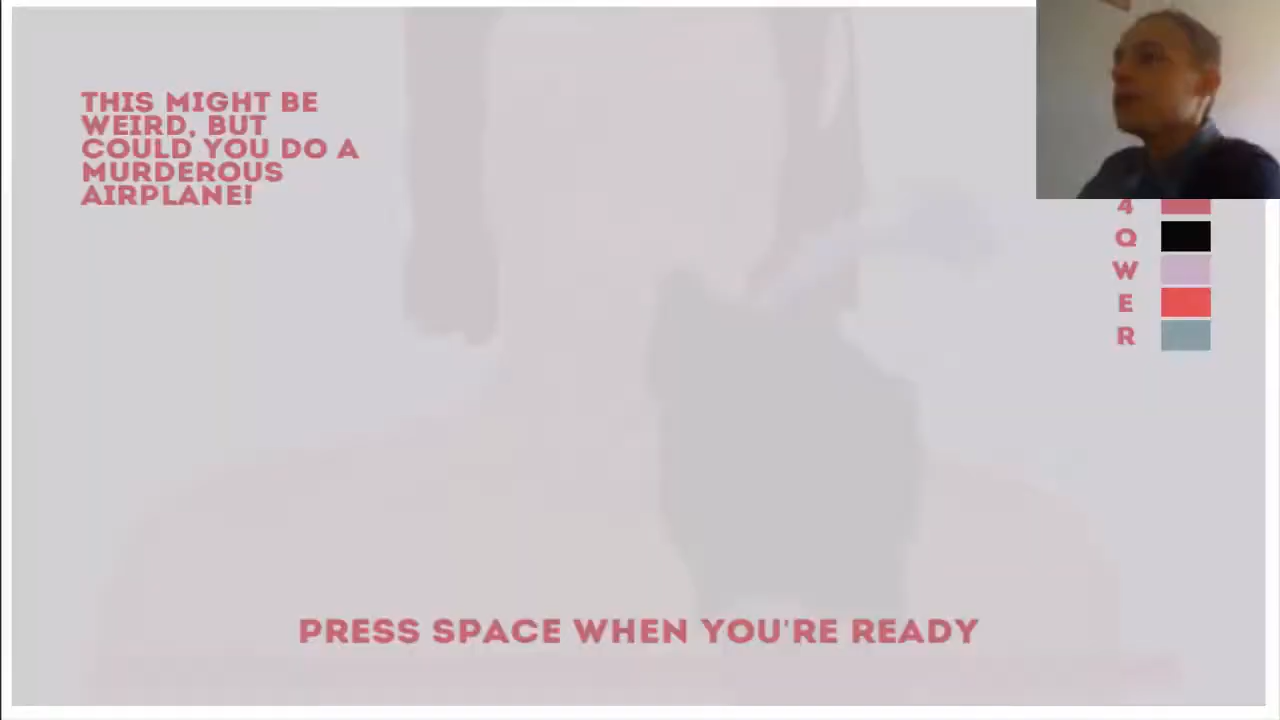 THIS MIGHT BE
WEIRD, BUT
COULD YOU DO A
MURDEROUS
AIRPLANE!
4
Q
W
E
R
PRESS SPACE WHEN YOU'RE READY